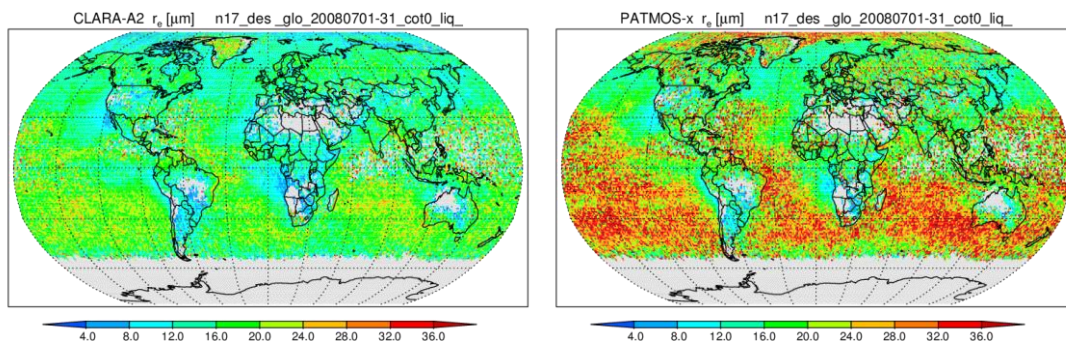 CLARA-A2 r_e [μm] n17_des _glo_20080701-31_cot0_liq_
PATMOS-x r_e [μm] n17_des _glo_20080701-31_cot0_liq_
4.0 8.0 12.0 16.0 20.0 24.0 28.0 32.0 36.0
4.0 8.0 12.0 16.0 20.0 24.0 28.0 32.0 36.0